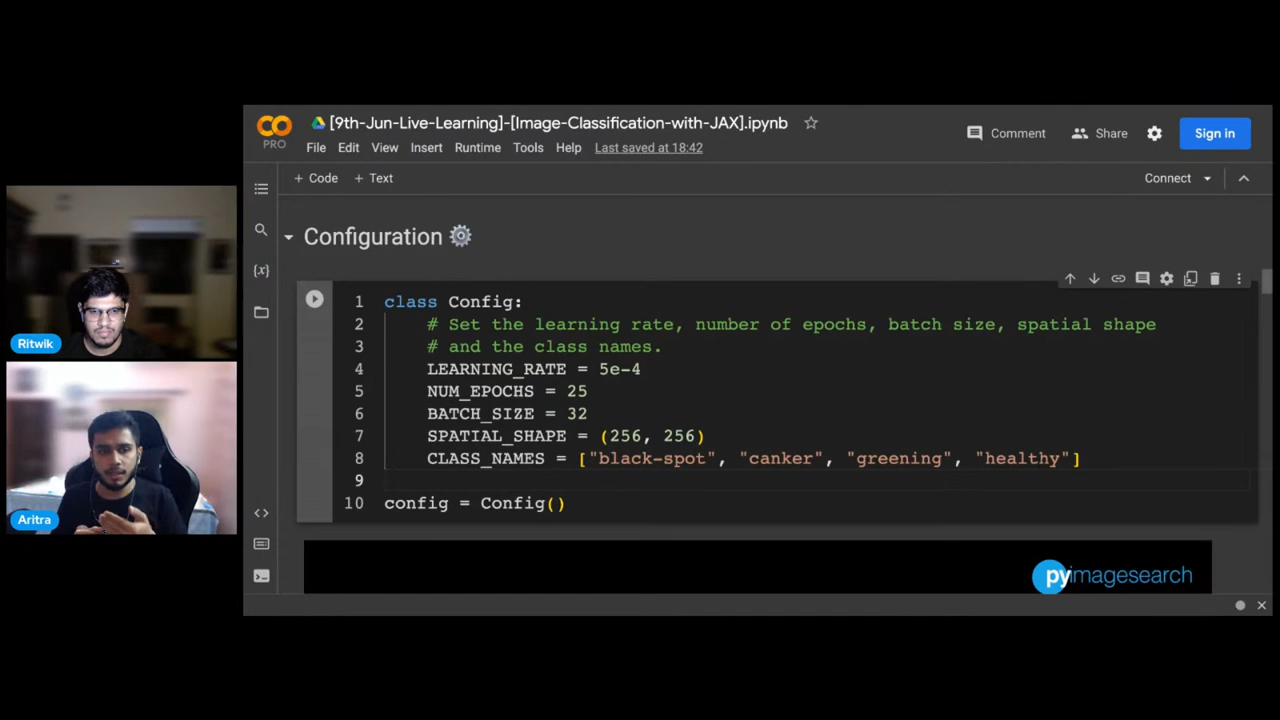 [9th-Jun-Live-Learning]-[Image-Classification-with-JAX].ipynb
PRO
File Edit View Insert Runtime Tools Help Last saved at 18:42
Comment Share Sign in
+ Code + Text
Connect
{x}
Configuration
1 class Config:
2 # Set the learning rate, number of epochs, batch size, spatial shape
3 # and the class names.
4 LEARNING_RATE = 5e-4
5 NUM_EPOCHS = 25
6 BATCH_SIZE = 32
7 SPATIAL_SHAPE = (256, 256)
8 CLASS_NAMES = ["black-spot", "canker", "greening", "healthy"]
9
10 config = Config()
Ritwik
Aritra
pyimagesearch